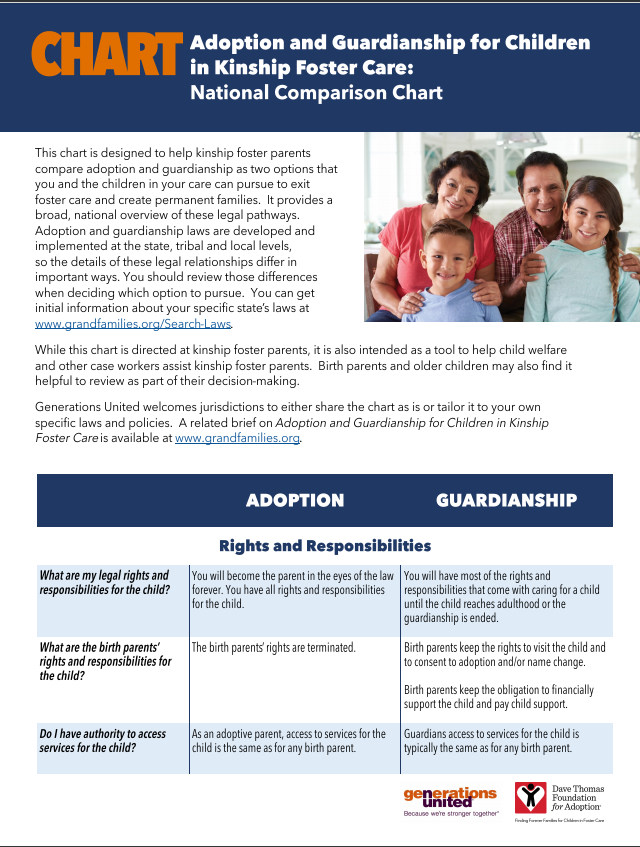 CHART
Adoption and Guardianship for Children
in Kinship Foster Care:
National Comparison Chart
This chart is designed to help kinship foster parents
compare adoption and guardianship as two options that
you and the children in your care can pursue to exit
foster care and create permanent families.  It provides a
broad, national overview of these legal pathways.
Adoption and guardianship laws are developed and
implemented at the state, tribal and local levels,
so the details of these legal relationships differ in
important ways. You should review those differences
when deciding which option to pursue.  You can get
initial information about your specific state's laws at
www.grandfamilies.org/Search-Laws.
While this chart is directed at kinship foster parents, it is also intended as a tool to help child welfare
and other case workers assist kinship foster parents.  Birth parents and older children may also find it
helpful to review as part of their decision-making.
Generations United welcomes jurisdictions to either share the chart as is or tailor it to your own
specific laws and policies.  A related brief on Adoption and Guardianship for Children in Kinship
Foster Care is available at www.grandfamilies.org.
ADOPTION
GUARDIANSHIP
Rights and Responsibilities
What are my legal rights and
responsibilities for the child?
You will become the parent in the eyes of the law
forever. You have all rights and responsibilities
for the child.
You will have most of the rights and
responsibilities that come with caring for a child
until the child reaches adulthood or the
guardianship is ended.
What are the birth parents'
rights and responsibilities for
the child?
The birth parents' rights are terminated.
Birth parents keep the rights to visit the child and
to consent to adoption and/or name change.
Birth parents keep the obligation to financially
support the child and pay child support.
Do I have authority to access
services for the child?
As an adoptive parent, access to services for the
child is the same as for any birth parent.
Guardians access to services for the child is
typically the same as for any birth parent.
generations
united
Because we're stronger together®
Dave Thomas
Foundation
for Adoption®
Finding Forever Families for Children in Foster Care